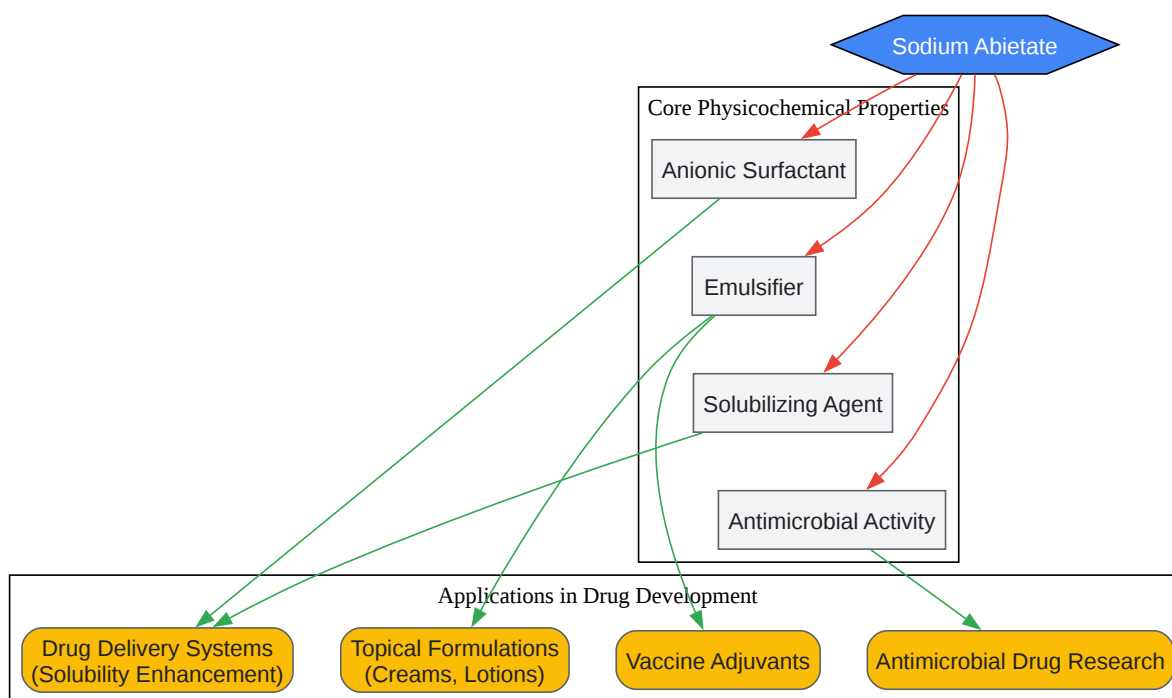 Sodium Abietate
Core Physicochemical Properties
Anionic Surfactant
Emulsifier
Solubilizing Agent
Antimicrobial Activity
Applications in Drug Development
Drug Delivery Systems
(Solubility Enhancement)
Topical Formulations
(Creams, Lotions)
Vaccine Adjuvants
Antimicrobial Drug Research